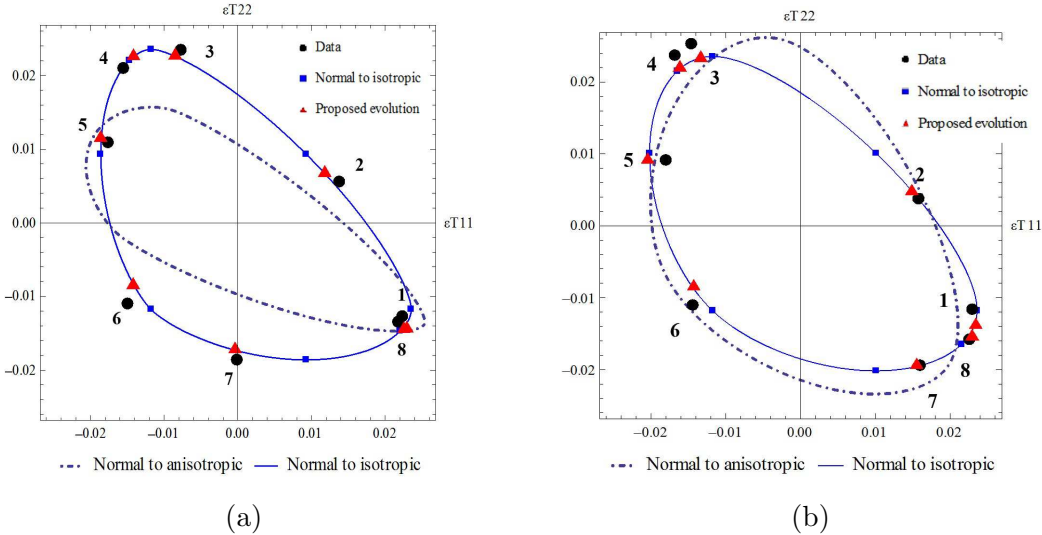 εT22
0.02
0.01
0.00
−0.01
−0.02
−0.02
−0.01
0.00
0.01
0.02
εT11
Data
Normal to isotropic
Proposed evolution
1
2
3
4
5
6
7
8
Normal to anisotropic
Normal to isotropic
(a)
εT22
0.02
0.01
0.00
−0.01
−0.02
−0.02
−0.01
0.00
0.01
0.02
εT11
Data
Normal to isotropic
Proposed evolution
1
2
3
4
5
6
7
8
Normal to anisotropic
Normal to isotropic
(b)